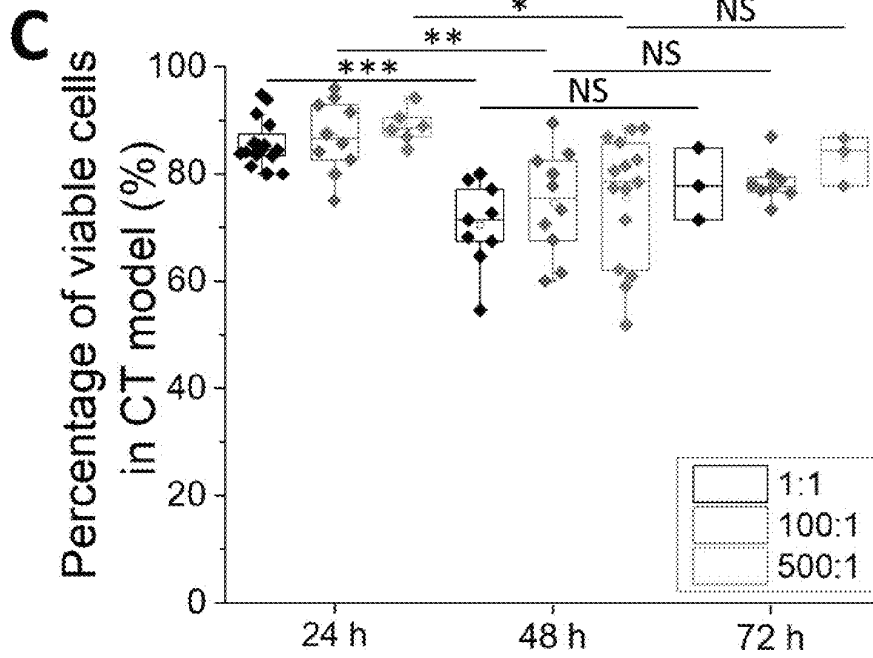 C
*
NS
**
NS
***
NS
Percentage of viable cells
in CT model (%)
100
80
60
40
20
0
24 h
48 h
72 h
1:1
100:1
500:1